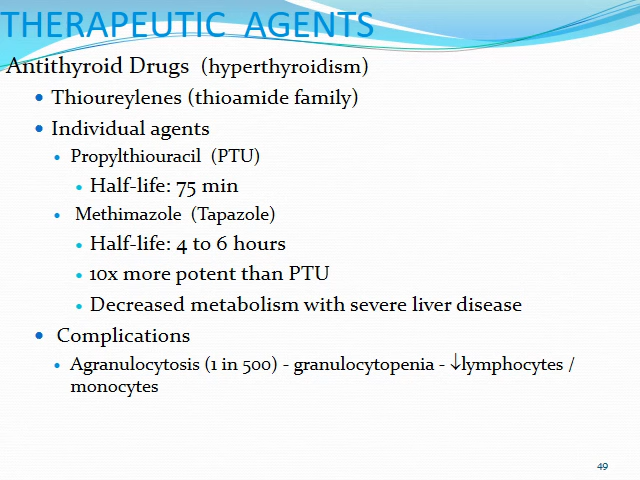 THERAPEUTIC AGENTS
Antithyroid Drugs (hyperthyroidism)
• Thioureylenes (thioamide family)
• Individual agents
• Propylthiouracil (PTU)
• Half-life: 75 min
• Methimazole (Tapazole)
• Half-life: 4 to 6 hours
• 10x more potent than PTU
• Decreased metabolism with severe liver disease
• Complications
• Agranulocytosis (1 in 500) - granulocytopenia - ↓lymphocytes /
monocytes
49